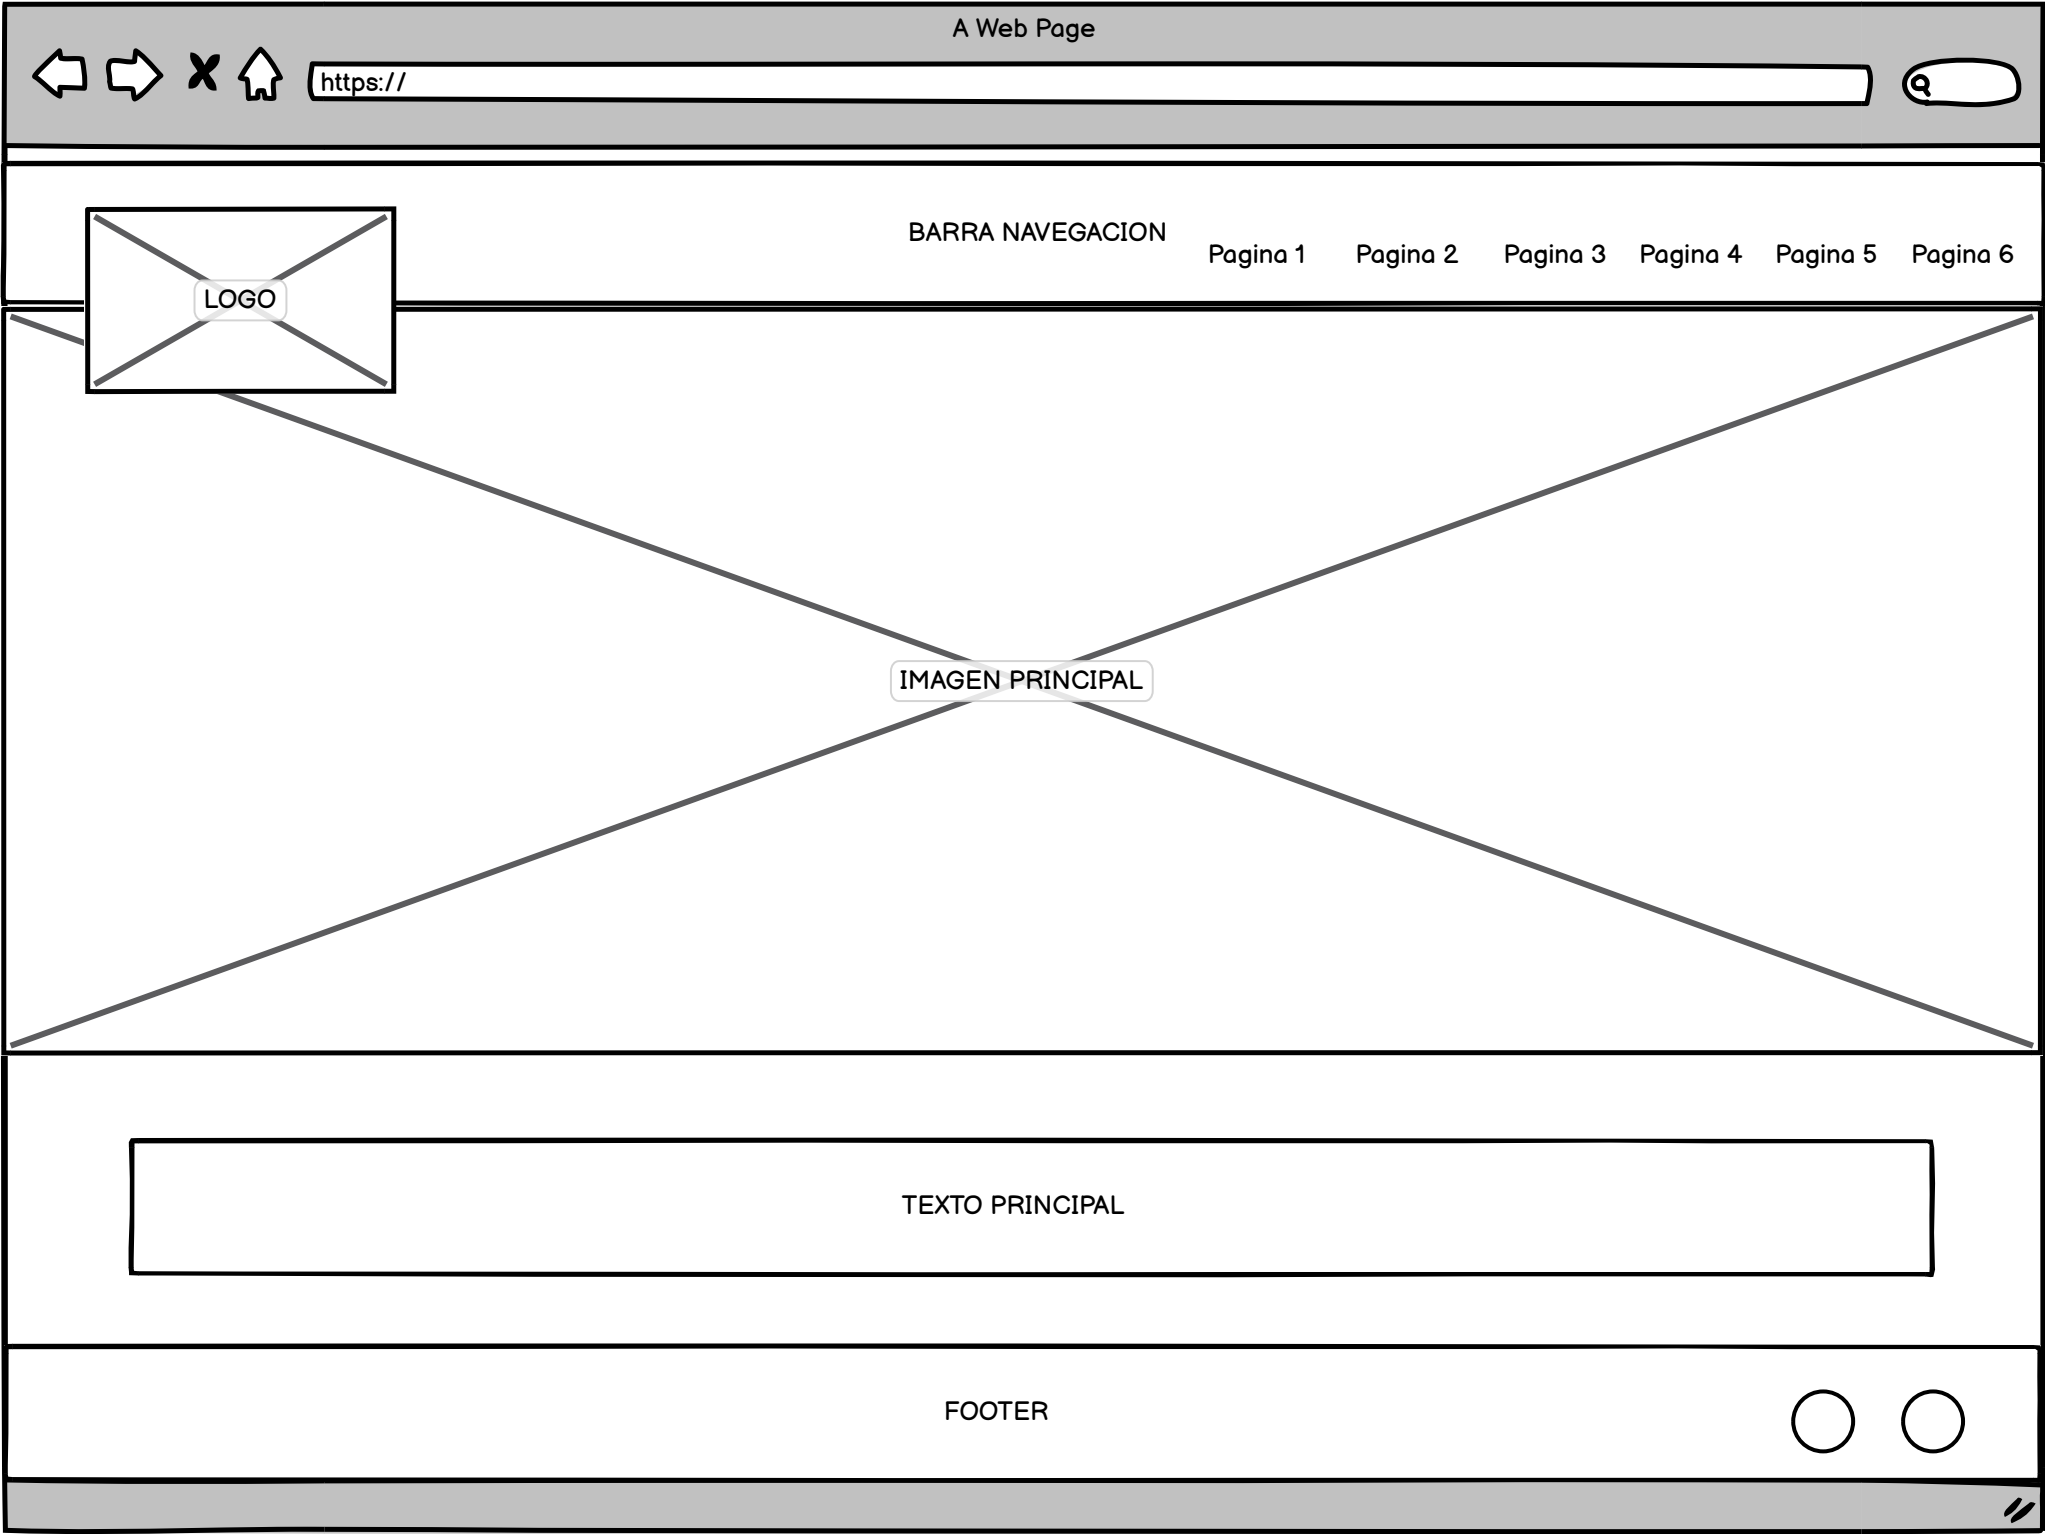 A Web Page
https://
BARRA NAVEGACION
Pagina 1 Pagina 2 Pagina 3 Pagina 4 Pagina 5 Pagina 6
LOGO
IMAGEN PRINCIPAL
TEXTO PRINCIPAL
FOOTER